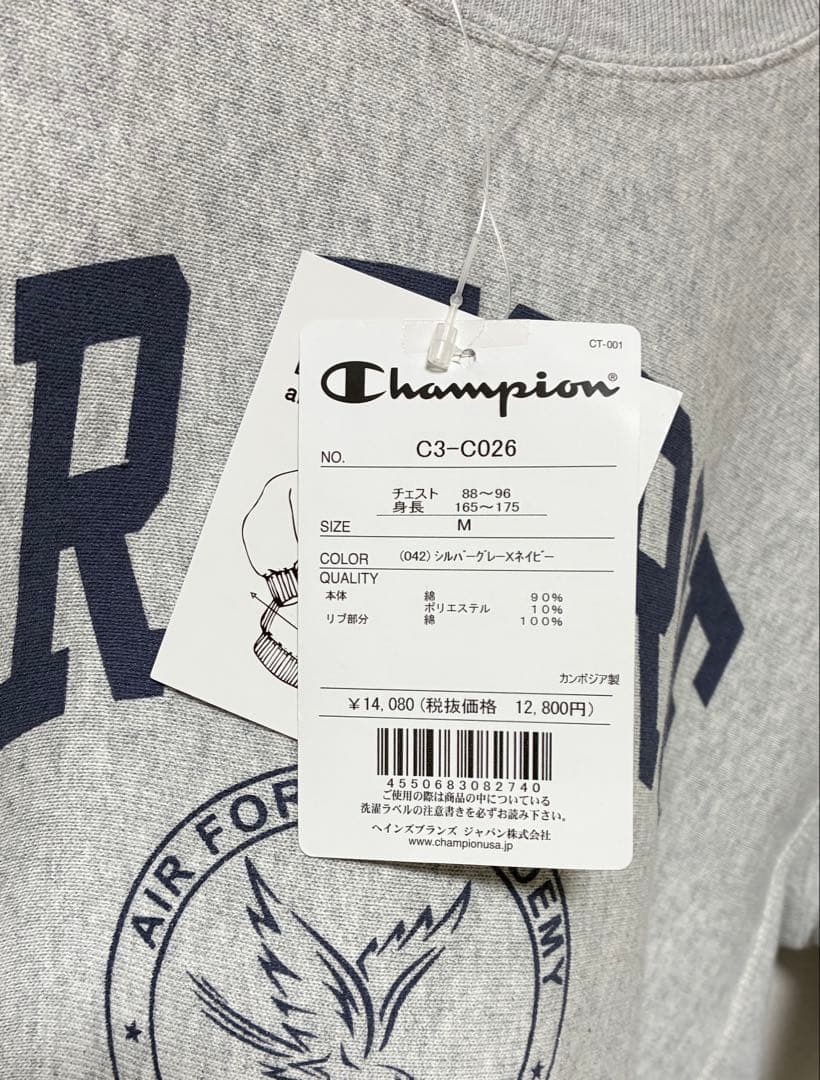 CT-001
Champion®
NO. C3-C026
チェスト 88～96
身長 165～175
SIZE M
COLOR (042) シルバーグレーXネイビー
QUALITY
本体 綿 90%
ポリエステル 10%
リブ部分 綿 100%
カンボジア製
¥14,080 (税抜価格 12,800円)
4550683082740
ご使用の際は商品の中についている
洗濯ラベルの注意書きを必ずお読み下さい。
ヘインズブランズ ジャパン株式会社
www.championusa.jp
AIR FOR
DEMY